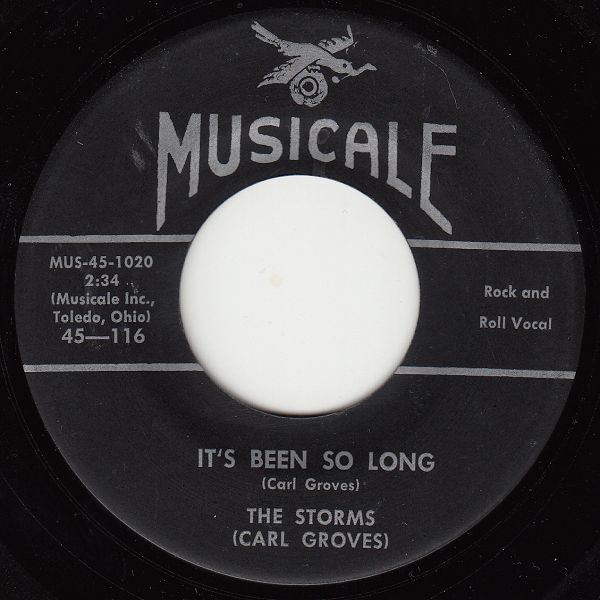 MUSICALE
MUS-45-1020
2:34
(Musicale Inc.,
Toledo, Ohio)
45—116
Rock and
Roll Vocal
IT'S BEEN SO LONG
(Carl Groves)
THE STORMS
(CARL GROVES)